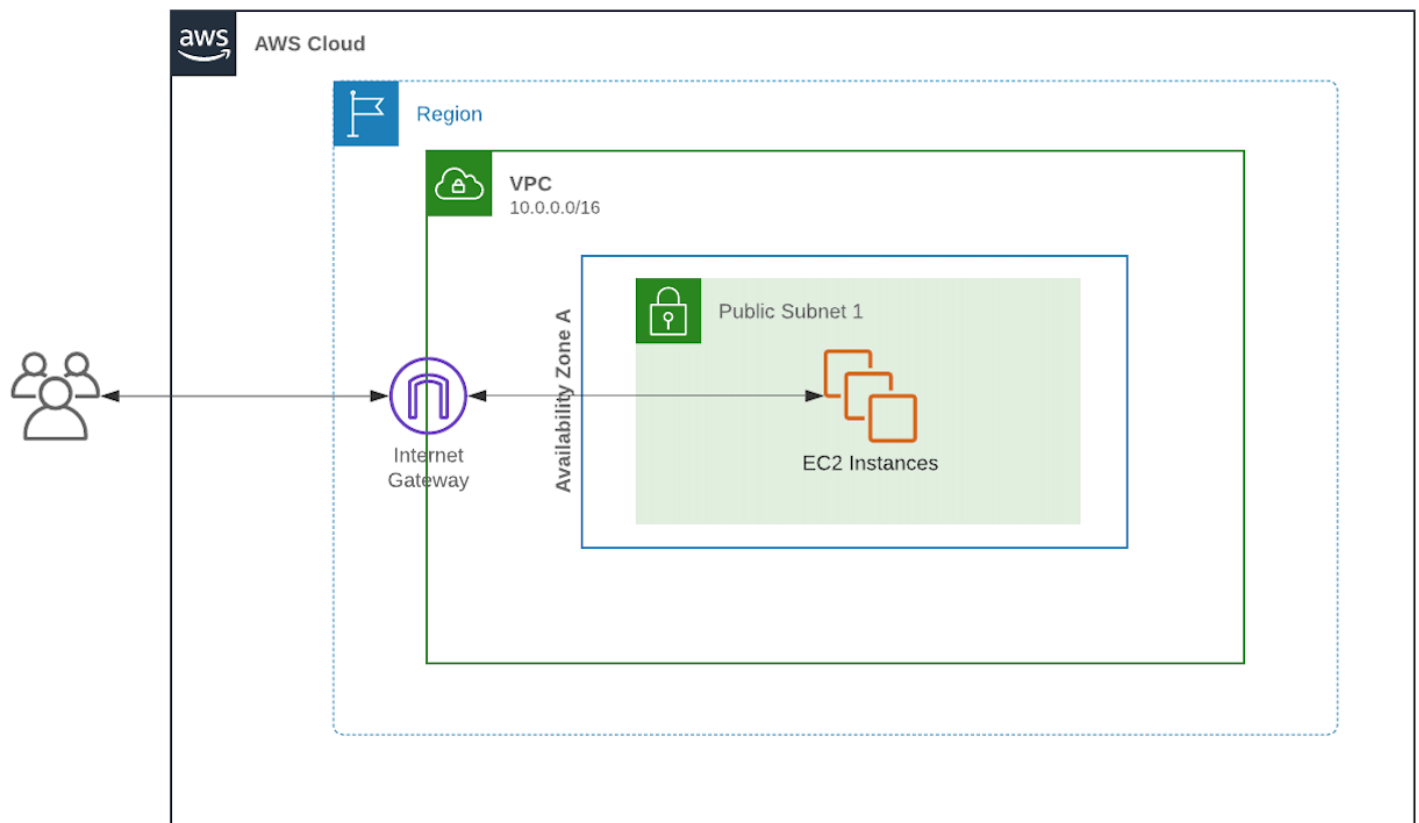 aws
AWS Cloud
Region
VPC
10.0.0.0/16
Public Subnet 1
Availability Zone A
Internet
Gateway
EC2 Instances